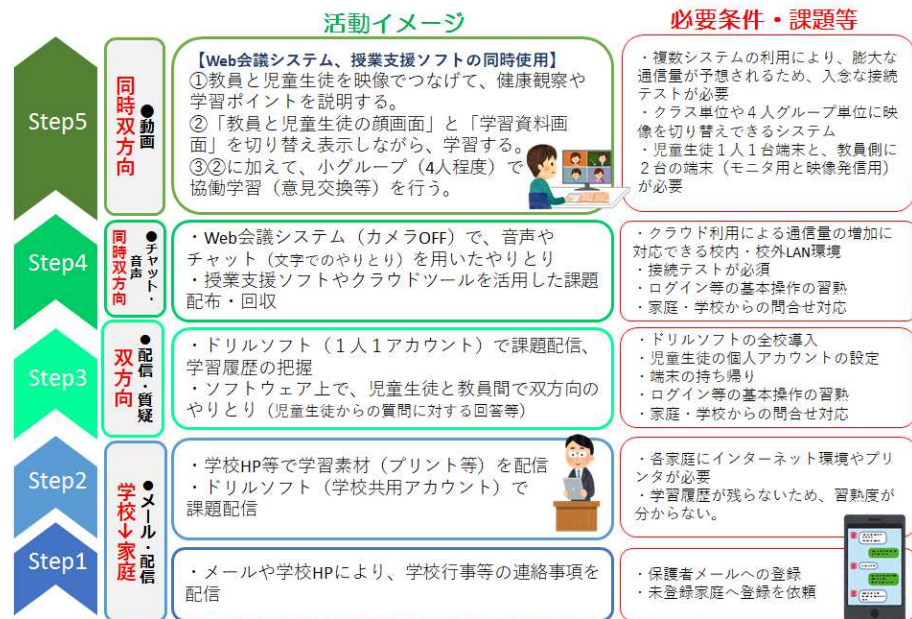 活動イメージ
必要条件・課題等
Step5
同時双方向
●動画
【Web会議システム、授業支援ソフトの同時使用】
①教員と児童生徒を映像でつなげて、健康観察や
学習ポイントを説明する。
②「教員と児童生徒の顔画面」と「学習資料画
面」を切り替え表示しながら、学習する。
③②に加えて、小グループ（4人程度）で
協働学習（意見交換等）を行う。
・複数システムの利用により、膨大な
通信量が予想されるため、入念な接続
テストが必要
・クラス単位や４人グループ単位に映
像を切り替えできるシステム
・児童生徒１人１台端末と、教員側に
２台の端末（モニタ用と映像発信用）
が必要
Step4
同時双方向
●チャット・
音声
・Web会議システム（カメラOFF）で、音声や
チャット（文字でのやりとり）を用いたやりとり
・授業支援ソフトやクラウドツールを活用した課題
配布・回収
・クラウド利用による通信量の増加に
対応できる校内・校外LAN環境
・接続テストが必須
・ログイン等の基本操作の習熟
・家庭・学校からの問合せ対応
Step3
双方向
●配信・質疑
・ドリルソフト（１人１アカウント）で課題配信、
学習履歴の把握
・ソフトウェア上で、児童生徒と教員間で双方向の
やりとり（児童生徒からの質問に対する回答等）
・ドリルソフトの全校導入
・児童生徒の個人アカウントの設定
・端末の持ち帰り
・ログイン等の基本操作の習熟
・家庭・学校からの問合せ対応
Step2
学校↓家庭
●メール・配信
・学校HP等で学習素材（プリント等）を配信
・ドリルソフト（学校共用アカウント）で
課題配信
・各家庭にインターネット環境やプリ
ンタが必要
・学習履歴が残らないため、習熟度が
分からない。
Step1
・メールや学校HPにより、学校行事等の連絡事項を
配信
・保護者メールへの登録
・未登録家庭へ登録を依頼